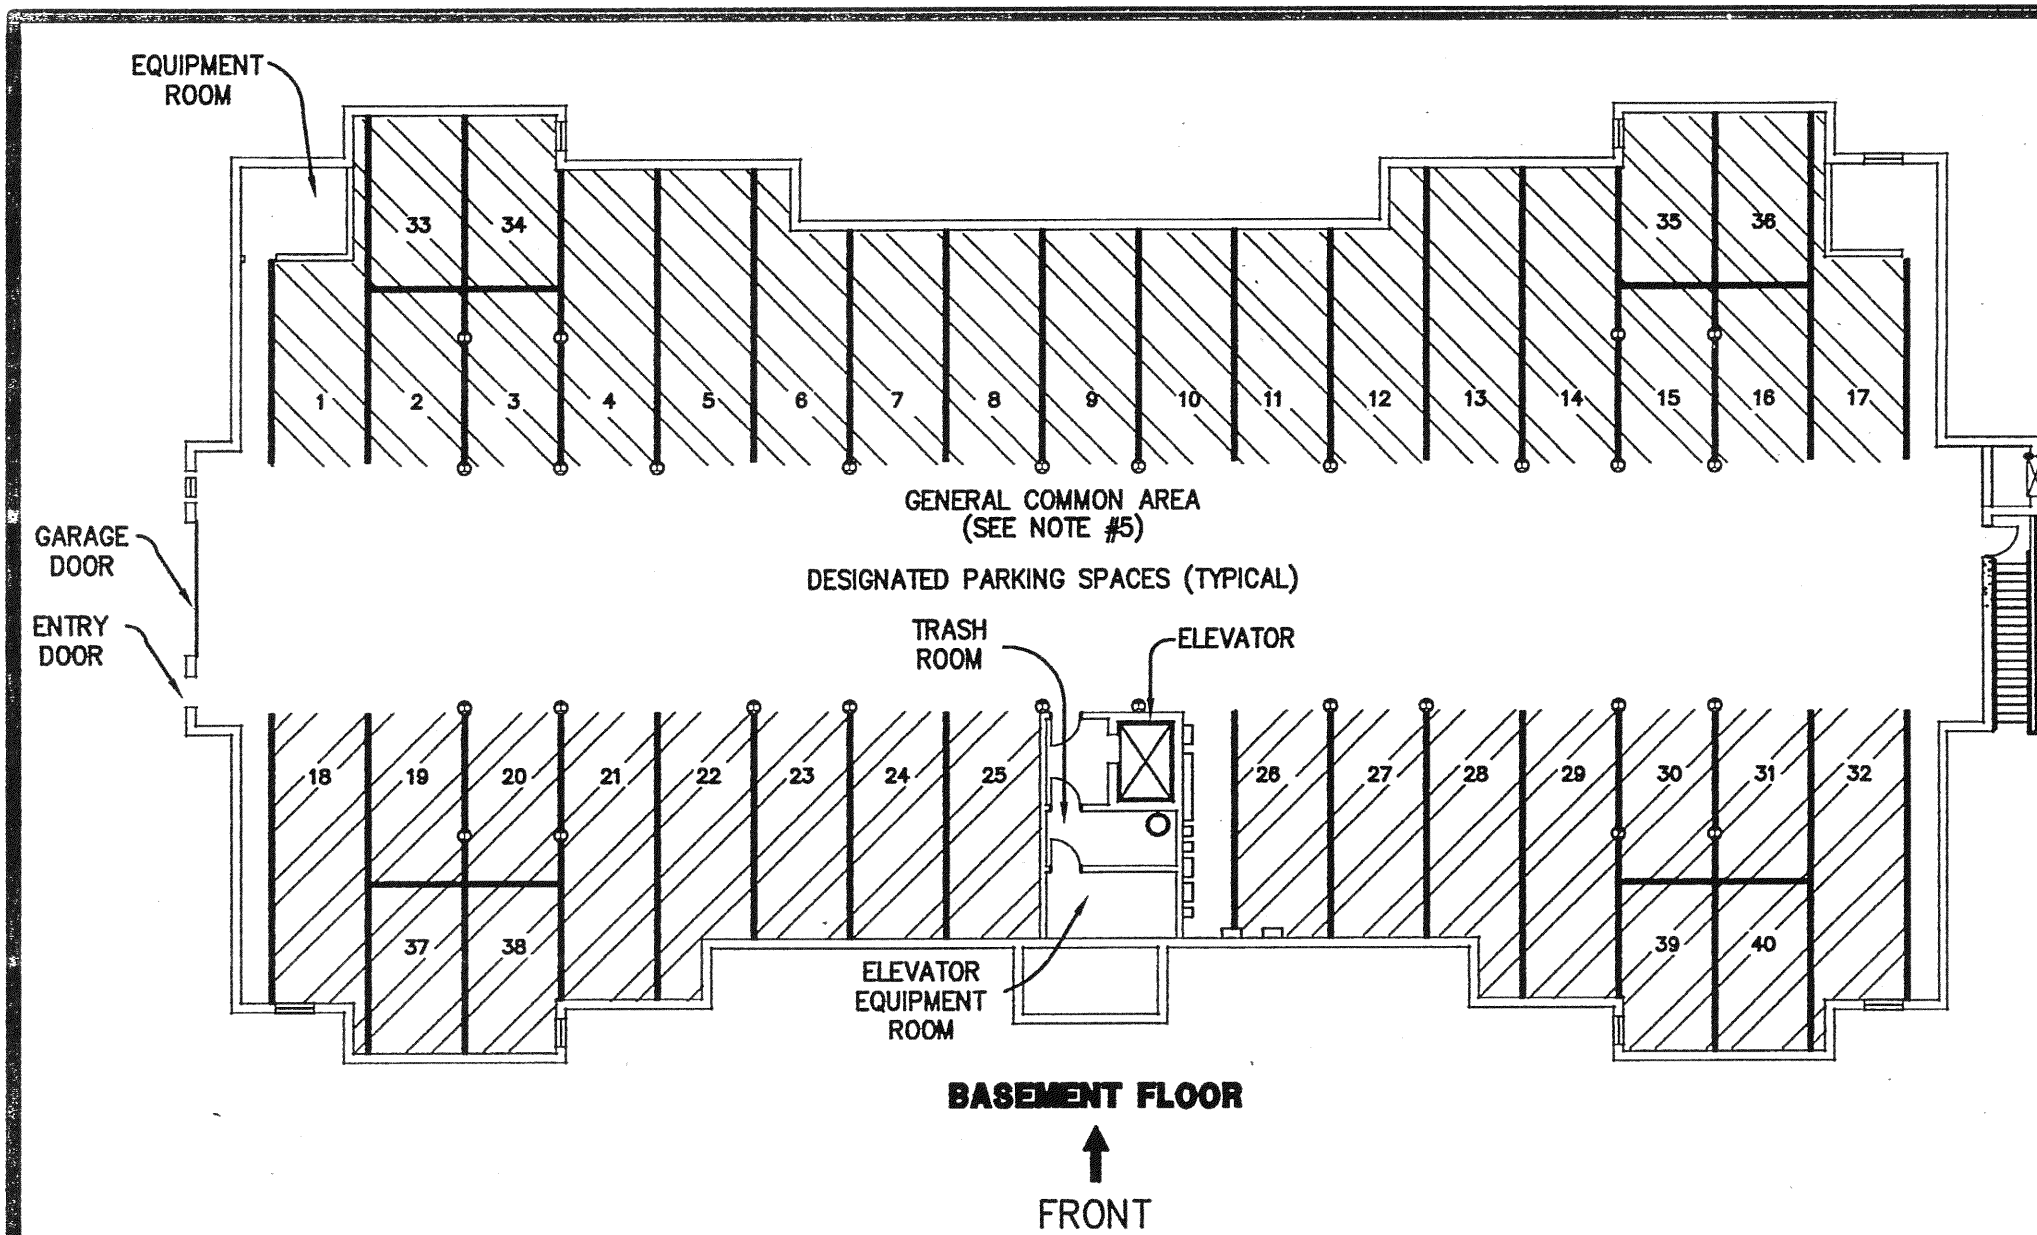 EQUIPMENT
ROOM
33 34 35 36
1 2 3 4 5 6 7 8 9 10 11 12 13 14 15 16 17
GENERAL COMMON AREA
(SEE NOTE #5)
GARAGE
DOOR
DESIGNATED PARKING SPACES (TYPICAL)
ENTRY
DOOR
TRASH
ROOM
ELEVATOR
18 19 20 21 22 23 24 25 26 27 28 29 30 31 32
37 38 39 40
ELEVATOR
EQUIPMENT
ROOM
BASEMENT FLOOR
FRONT